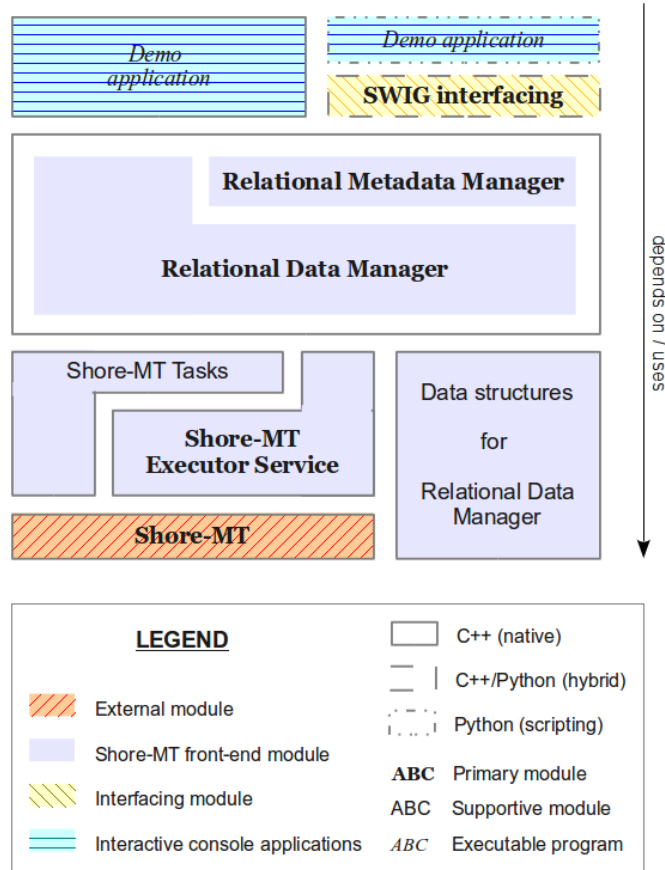 Demo
application
Demo application
SWIG interfacing
Relational Metadata Manager
Relational Data Manager
depends on / uses
Shore-MT Tasks
Shore-MT
Executor Service
Data structures
for
Relational Data
Manager
Shore-MT
LEGEND
External module
Shore-MT front-end module
Interfacing module
Interactive console applications
C++ (native)
C++/Python (hybrid)
Python (scripting)
ABC Primary module
ABC Supportive module
ABC Executable program